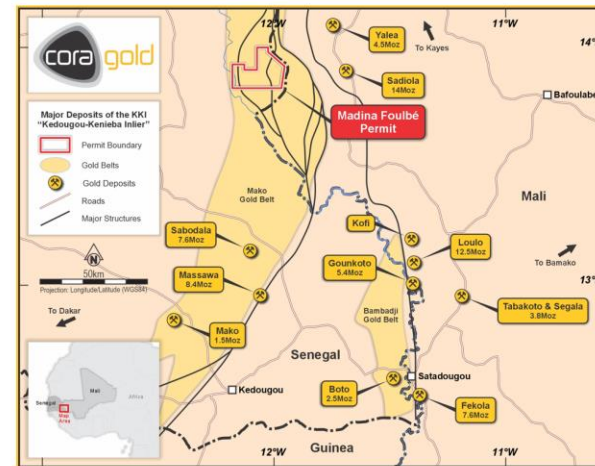 cora gold
Major Deposits of the KKI
"Kedougou-Kenieba Inlier"
Permit Boundary
Gold Belts
Gold Deposits
Roads
Major Structures
N
50km
Projection: Longitude/Latitude (WGS84)
To Dakar
Senegal
Mali
Africa
Map
Area
12°W
11°W
14°
13°
12°W
11°W
To Kayes
Yalea
4.5Moz
Sadiola
14Moz
Bafoulabe
Madina Foulbé
Permit
Mali
Mako
Gold Belt
Sabodala
7.6Moz
Massawa
8.4Moz
Mako
1.5Moz
Kofi
Loulo
12.5Moz
Gounkoto
5.4Moz
To Bamako
Tabakoto & Segala
3.8Moz
Bambadji
Gold Belt
Senegal
Kedougou
Boto
2.5Moz
Satadougou
Fekola
7.6Moz
Guinea